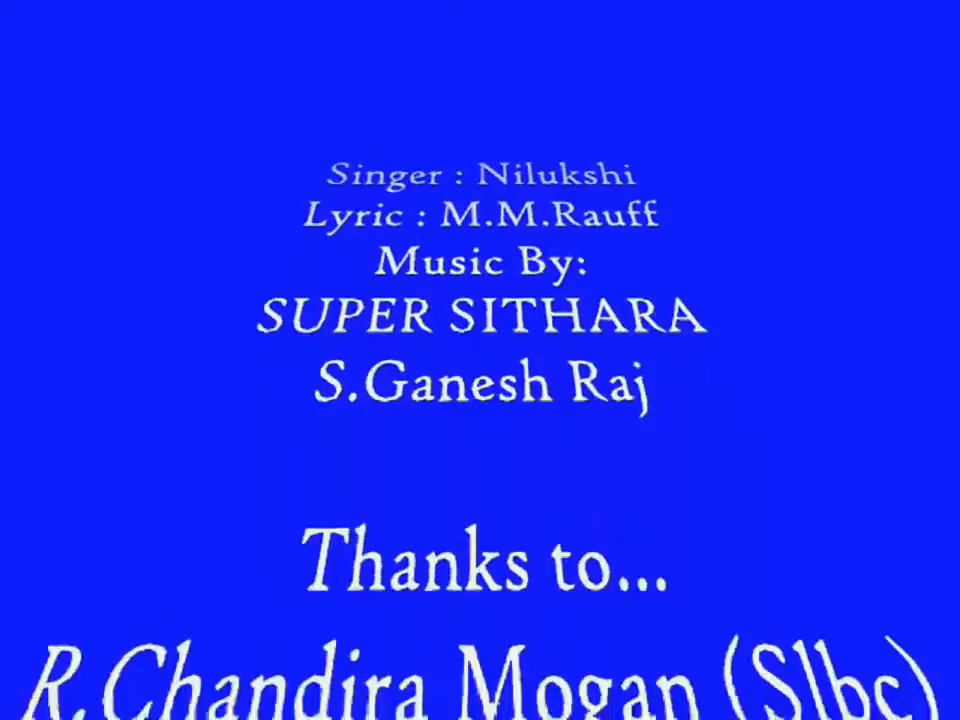 Singer : Nilukshi
Lyric : M.M.Rauff
Music By:
SUPER SITHARA
S.Ganesh Raj
Thanks to...
R.Chandira Mogan (Slbc)